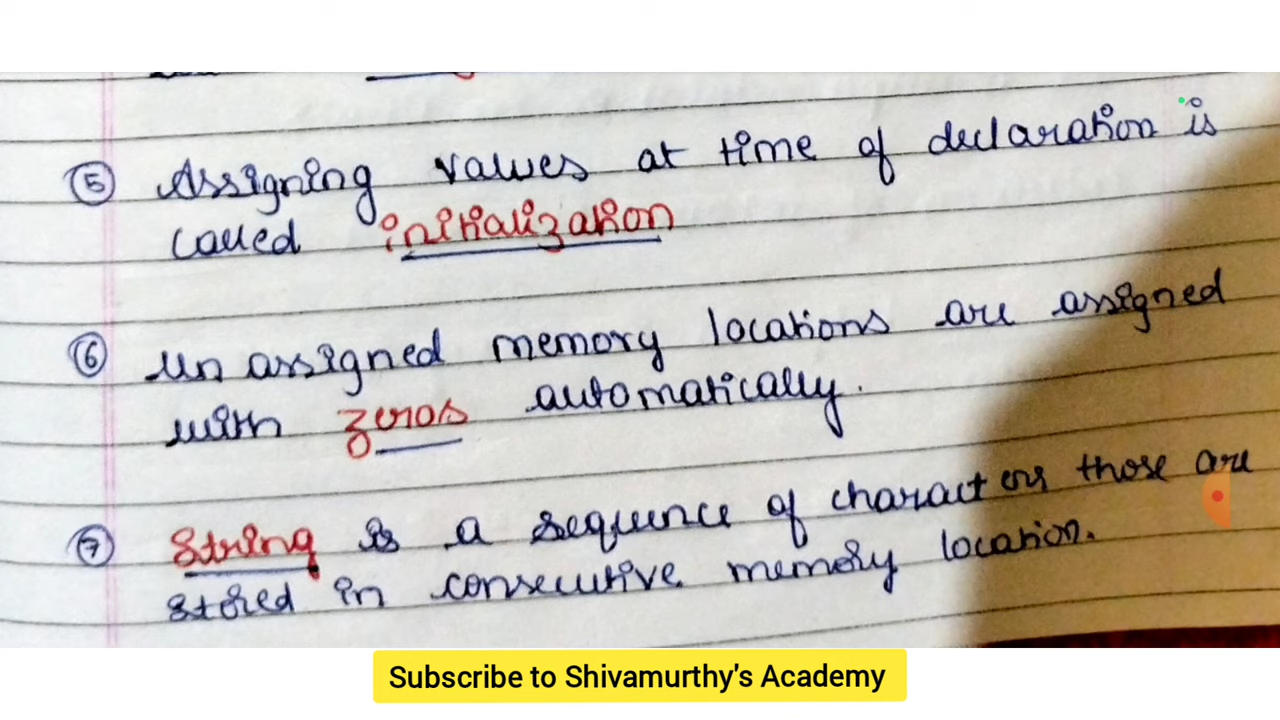 ⑤ Assigning values at time of declaration is
called initialization
⑥ Un assigned memory locations are assigned
with zeros automatically.
⑦ String is a sequence of characters those are
stored in consecutive memory location.
Subscribe to Shivamurthy's Academy